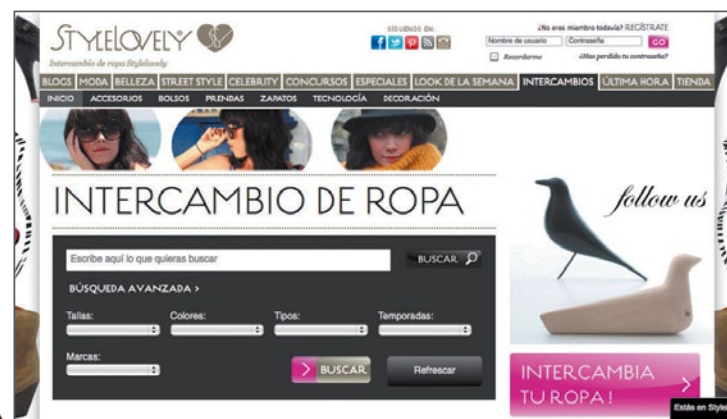 STYLELOVELY
Intercambio de ropa Stylelovely
SÍGUENOS EN:
¿No eres miembro todavía? REGÍSTRATE
Nombre de usuario Contraseña GO
Recordarme ¿Has perdido tu contraseña?
BLOGS MODA BELLEZA STREET STYLE CELEBRITY CONCURSOS ESPECIALES LOOK DE LA SEMANA INTERCAMBIOS ÚLTIMA HORA TIENDA
INICIO ACCESORIOS BOLSOS PRENDAS ZAPATOS TECNOLOGÍA DECORACIÓN
INTERCAMBIO DE ROPA
Escribe aquí lo que quieras buscar BUSCAR
BÚSQUEDA AVANZADA >
Tallas: Colores: Tipos: Temporadas:
Marcas:
> BUSCAR Refrescar
follow us
INTERCAMBIA
TU ROPA! >
Estás en Style